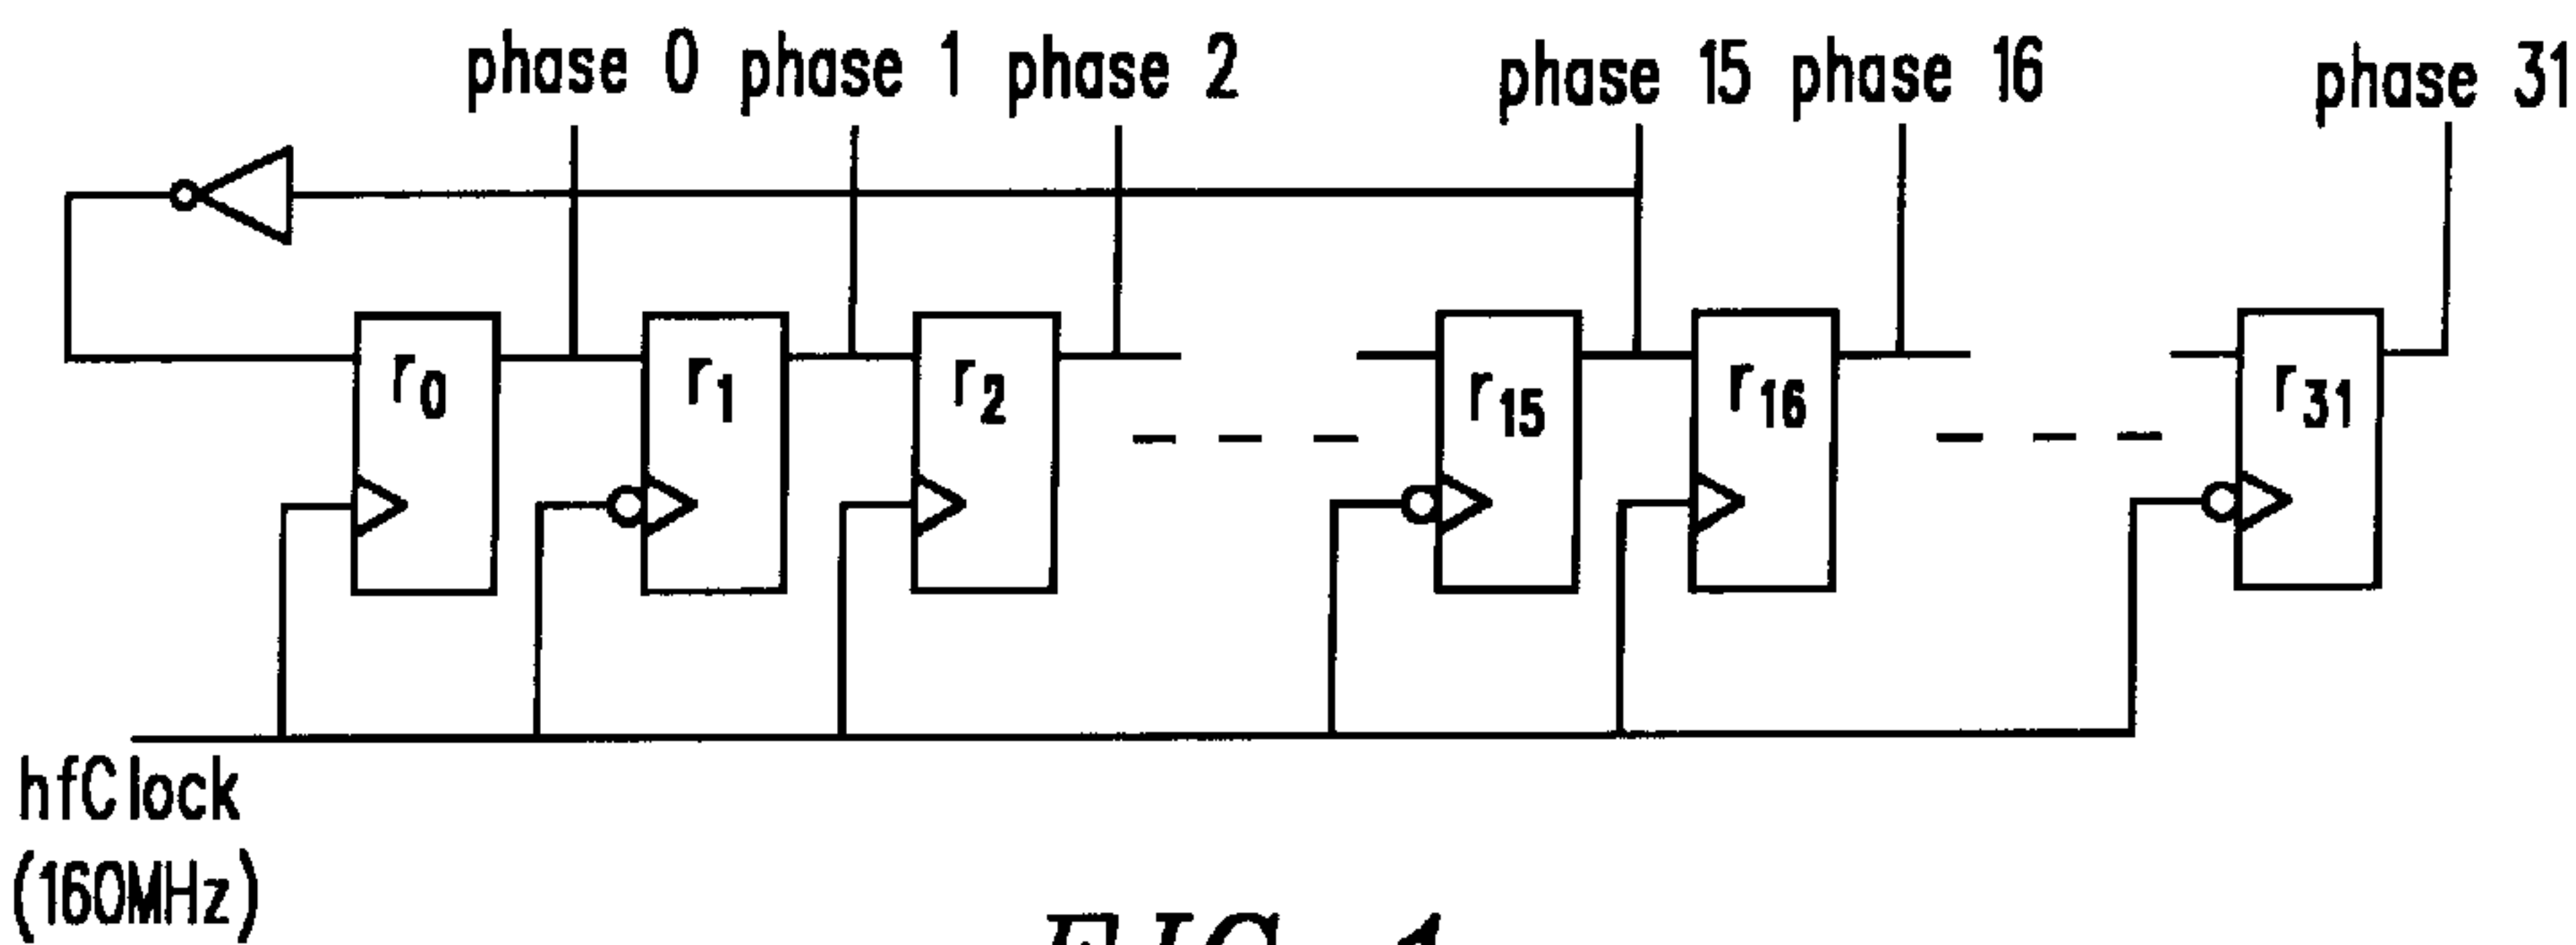 phase 0 phase 1 phase 2 phase 15 phase 16 phase 31
r0 r1 r2 r15 r16 r31
hfClock
(160MHz)